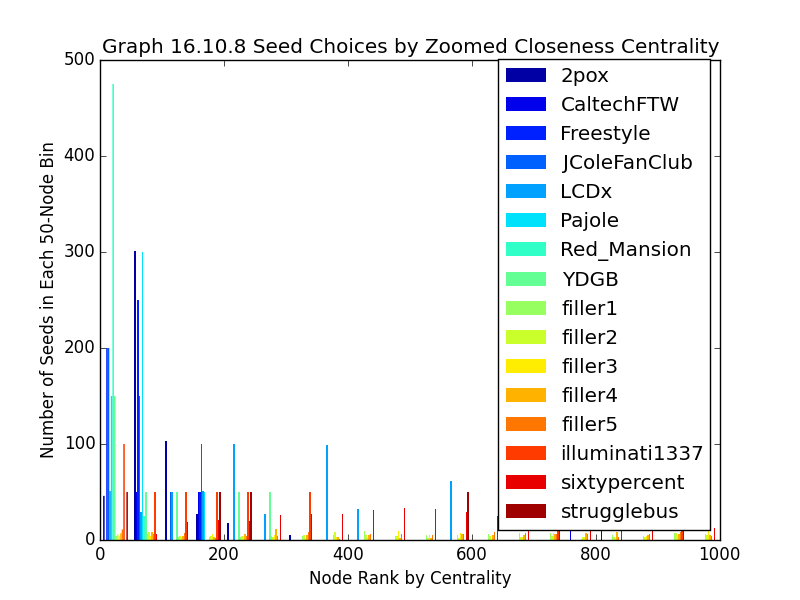 Graph 16.10.8 Seed Choices by Zoomed Closeness Centrality
500
400
300
200
100
0
Number of Seeds in Each 50-Node Bin
2pox
CaltechFTW
Freestyle
JColeFanClub
LCDx
Pajole
Red_Mansion
YDGB
filler1
filler2
filler3
filler4
filler5
illuminati1337
sixtypercent
strugglebus
0 200 400 600 800 1000
Node Rank by Centrality